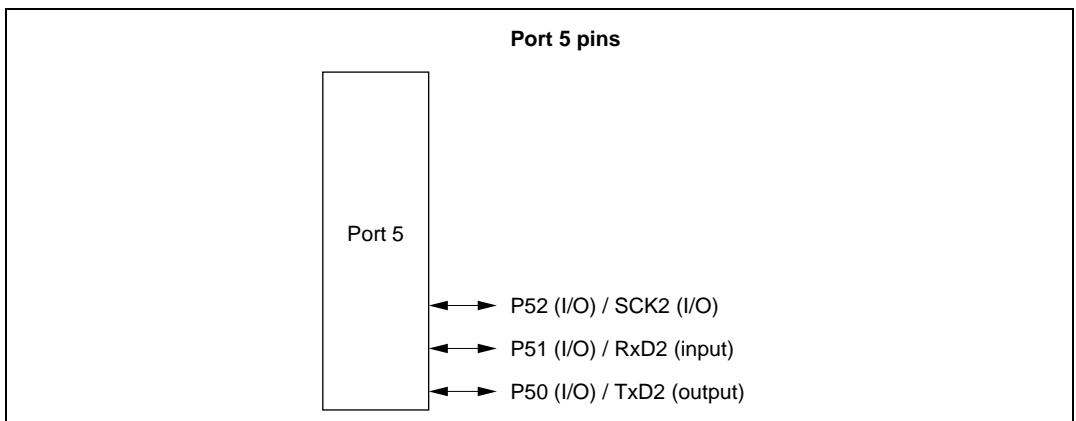 Port 5 pins
Port 5
P52 (I/O) / SCK2 (I/O)
P51 (I/O) / RxD2 (input)
P50 (I/O) / TxD2 (output)